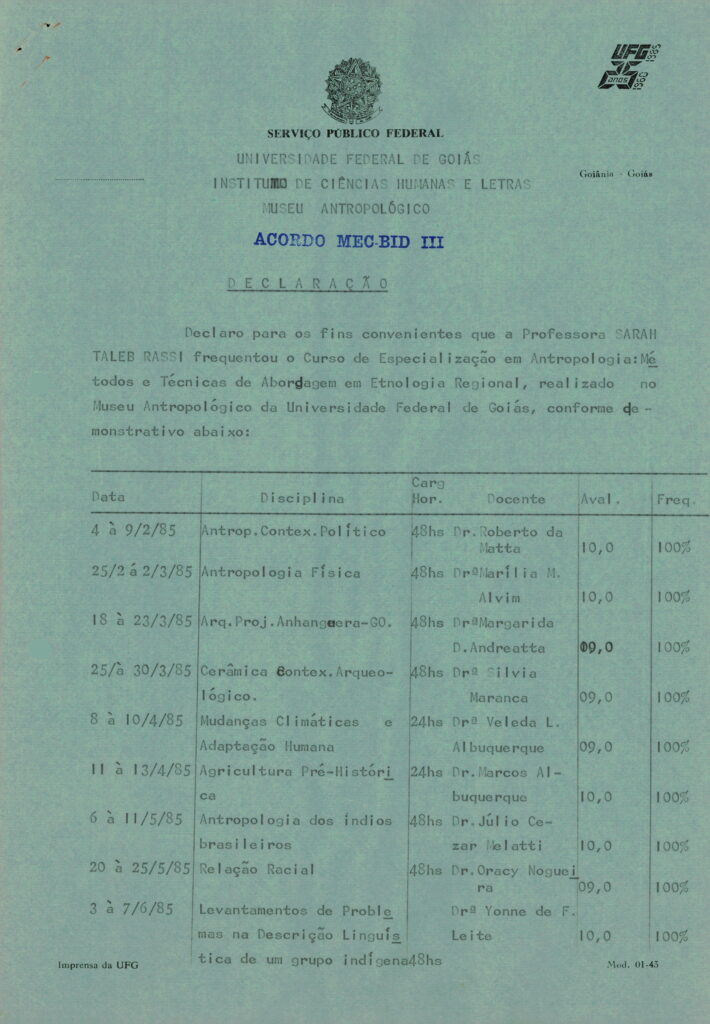 UFG
anos
SERVIÇO PÚBLICO FEDERAL
UNIVERSIDADE FEDERAL DE GOIÁS
Goiânia - Goiás
INSTITUTO DE CIÊNCIAS HUMANAS E LETRAS
MUSEU ANTROPOLÓGICO
ACORDO MEC-BID III
DECLARAÇÃO
Declaro para os fins convenientes que a Professora SARAH
TALEB RASSI frequentou o Curso de Especialização em Antropologia:Mé
todos e Técnicas de Abordagem em Etnologia Regional, realizado no
Museu Antropológico da Universidade Federal de Goiás, conforme de-
monstrativo abaixo:
Carg
Data Disciplina Hor. Docente Aval. Freq.
4 à 9/2/85 Antrop.Contex.Político 48hs Dr.Roberto da
Matta 10,0 100%
25/2 á 2/3/85 Antropologia Física 48hs DrªMarília M.
Alvim 10,0 100%
18 à 23/3/85 Arq.Proj.Anhanguera-GO. 48hs DrªMargarida
D.Andreatta 09,0 100%
25/à 30/3/85 Cerâmica Contex.Arqueo- 48hs Drª Silvia
lógico. Maranca 09,0 100%
8 à 10/4/85 Mudanças Climáticas e 24hs Drª Veleda L.
Adaptação Humana Albuquerque 09,0 100%
11 à 13/4/85 Agricultura Pré-Históri 24hs Dr.Marcos Al-
ca buquerque 10,0 100%
6 à 11/5/85 Antropologia dos índios 48hs Dr.Júlio Ce-
brasileiros zar Melatti 10,0 100%
20 à 25/5/85 Relação Racial 48hs Dr.Oracy Noguei
ra 09,0 100%
3 à 7/6/85 Levantamentos de Proble Drª Yonne de F.
mas na Descrição Linguís Leite 10,0 100%
tica de um grupo indígena48hs
Imprensa da UFG Mod. 01-45